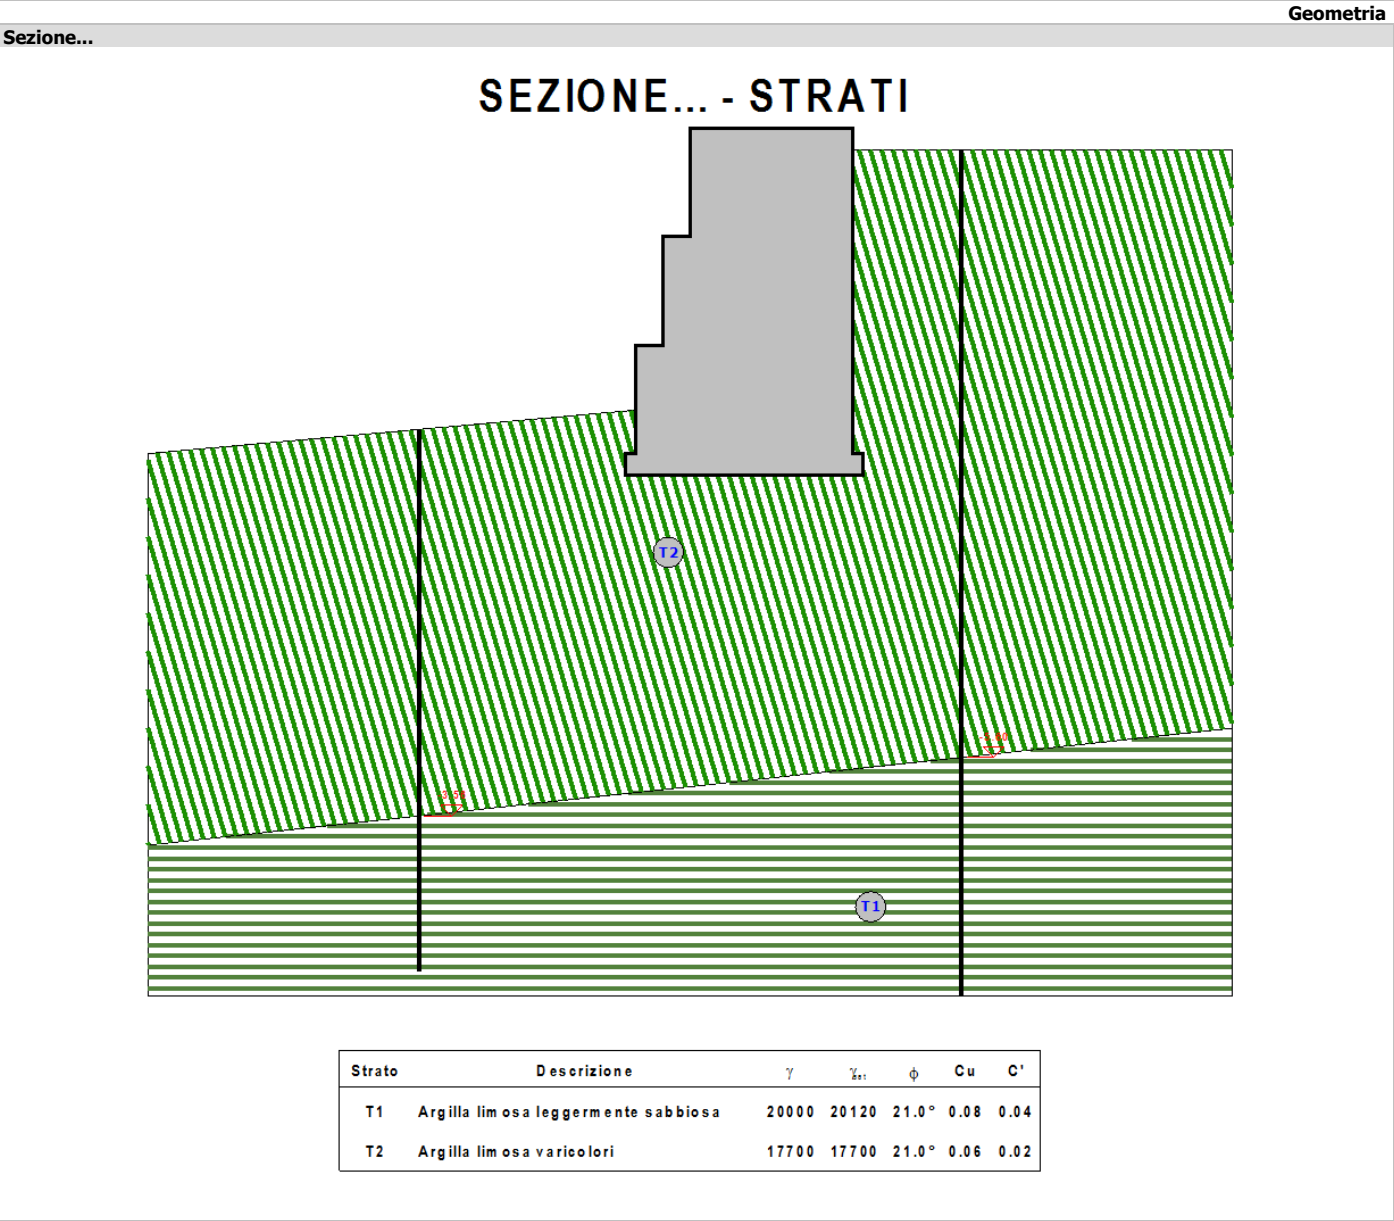 Geometria
Sezione...
SEZIONE... - STRATI
T2
T1
Strato Descrizione γ γsat ϕ Cu C'
T1 Argilla limosa leggermente sabbiosa 20000 20120 21.0° 0.08 0.04
T2 Argilla limosa varicolori 17700 17700 21.0° 0.06 0.02